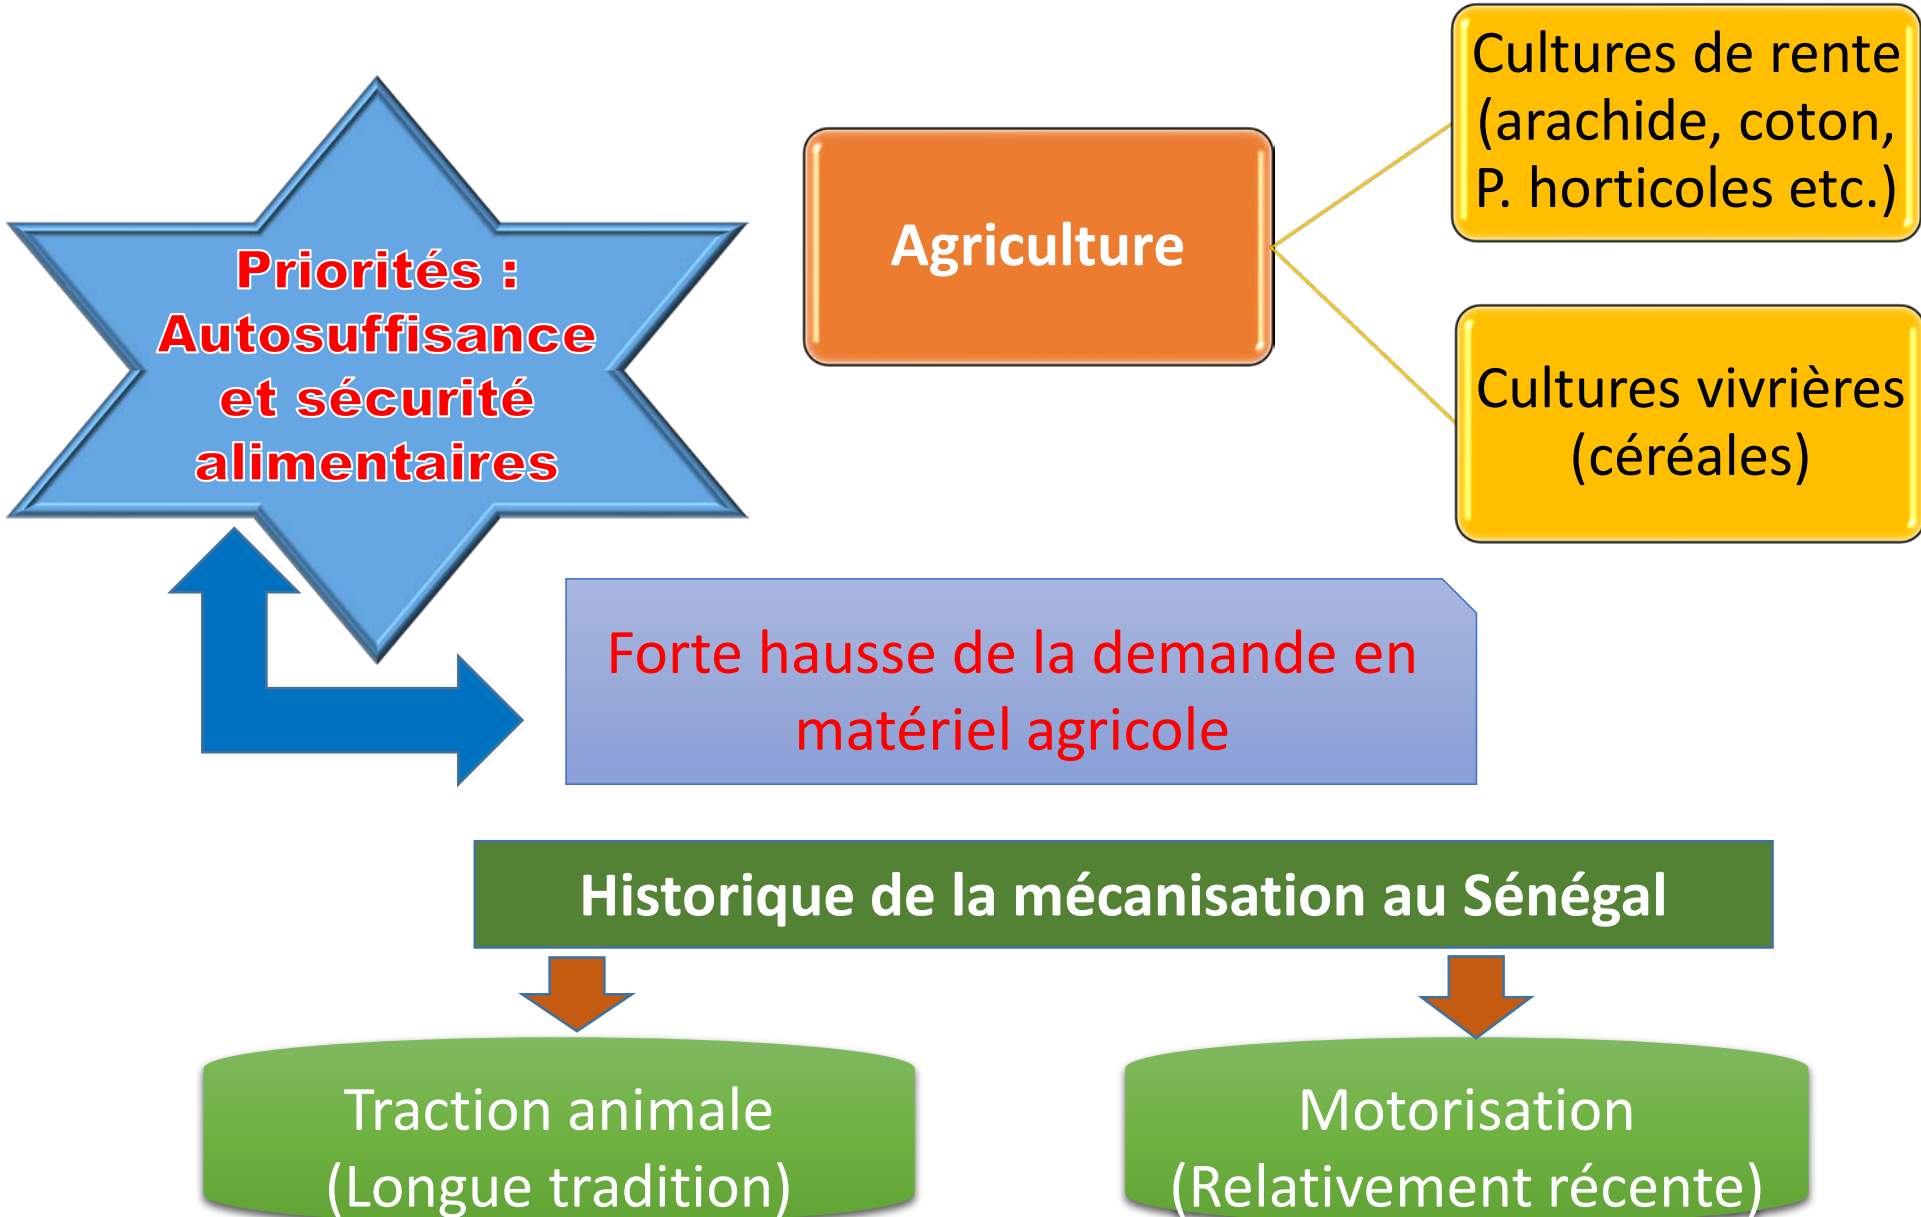 Priorités :
Autosuffisance
et sécurité
alimentaires
Agriculture
Cultures de rente
(arachide, coton,
P. horticoles etc.)
Cultures vivrières
(céréales)
Forte hausse de la demande en
matériel agricole
Historique de la mécanisation au Sénégal
Traction animale
(Longue tradition)
Motorisation
(Relativement récente)